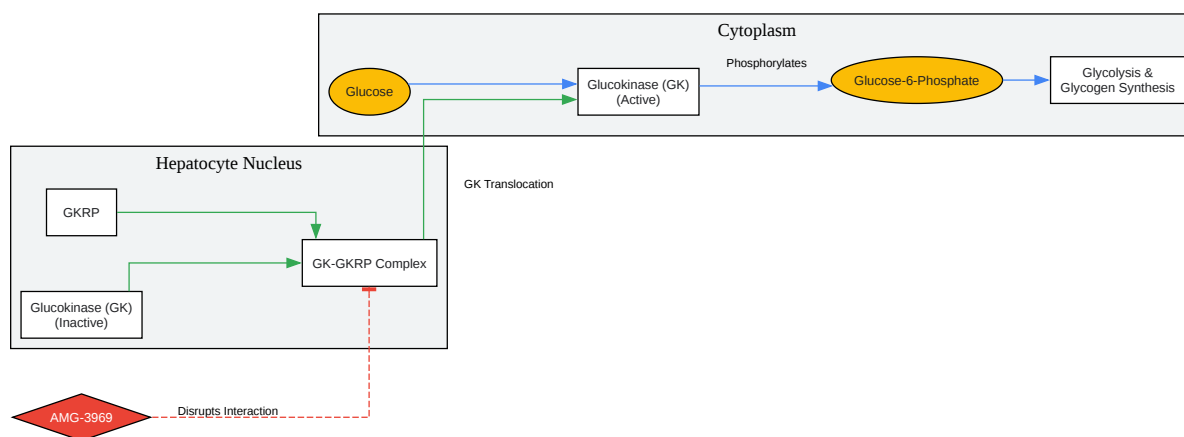 Cytoplasm
Phosphorylates
Glucose
Glucokinase (GK)
(Active)
Glucose-6-Phosphate
Glycolysis &
Glycogen Synthesis
Hepatocyte Nucleus
GK Translocation
GKRP
GK-GKRP Complex
Glucokinase (GK)
(Inactive)
AMG-3969
Disrupts Interaction